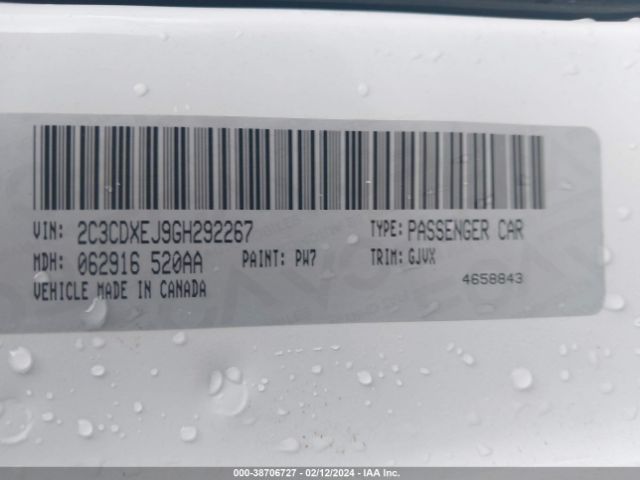 VIN: 2C3CDXEJ9GH292267 TYPE: PASSENGER CAR
MDH: 062916 520AA PAINT: PW7 TRIM: GJVX
VEHICLE MADE IN CANADA 4658843
000-38706727 - 02/12/2024 - IAA Inc.